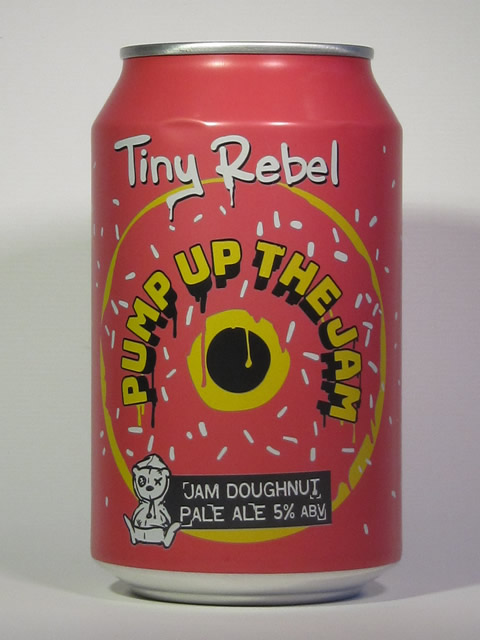 Tiny Rebel
PUMP UP THE JAM
JAM DOUGHNUT
PALE ALE 5% ABV